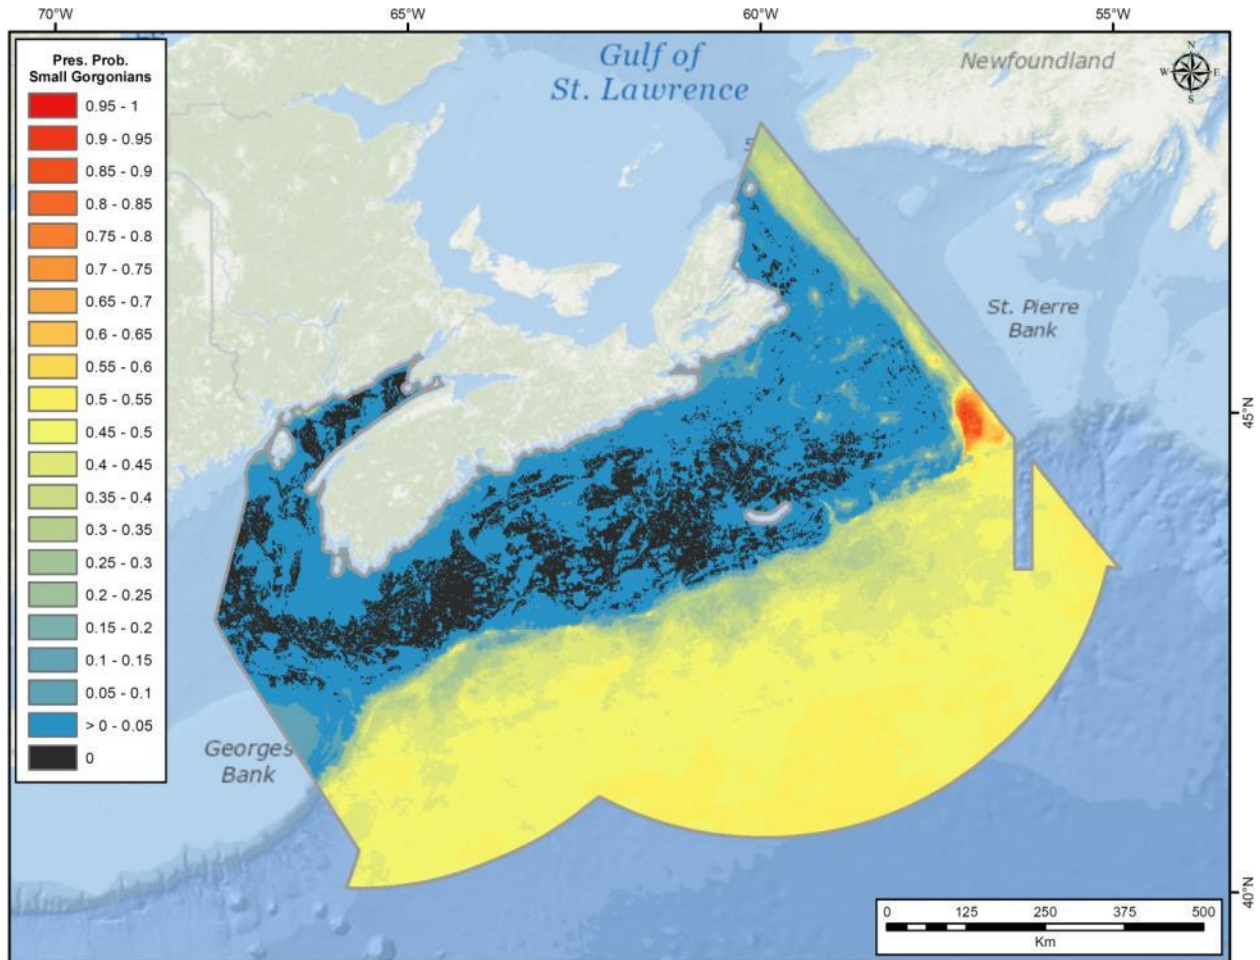 70°W
65°W
60°W
55°W
Pres. Prob.
Small Gorgonians
0.95 - 1
0.9 - 0.95
0.85 - 0.9
0.8 - 0.85
0.75 - 0.8
0.7 - 0.75
0.65 - 0.7
0.6 - 0.65
0.55 - 0.6
0.5 - 0.55
0.45 - 0.5
0.4 - 0.45
0.35 - 0.4
0.3 - 0.35
0.25 - 0.3
0.2 - 0.25
0.15 - 0.2
0.1 - 0.15
0.05 - 0.1
> 0 - 0.05
0
Gulf of
St. Lawrence
Newfoundland
N
W E
S
S
St. Pierre
Bank
45°N
Georges
Bank
40°N
0 125 250 375 500
Km